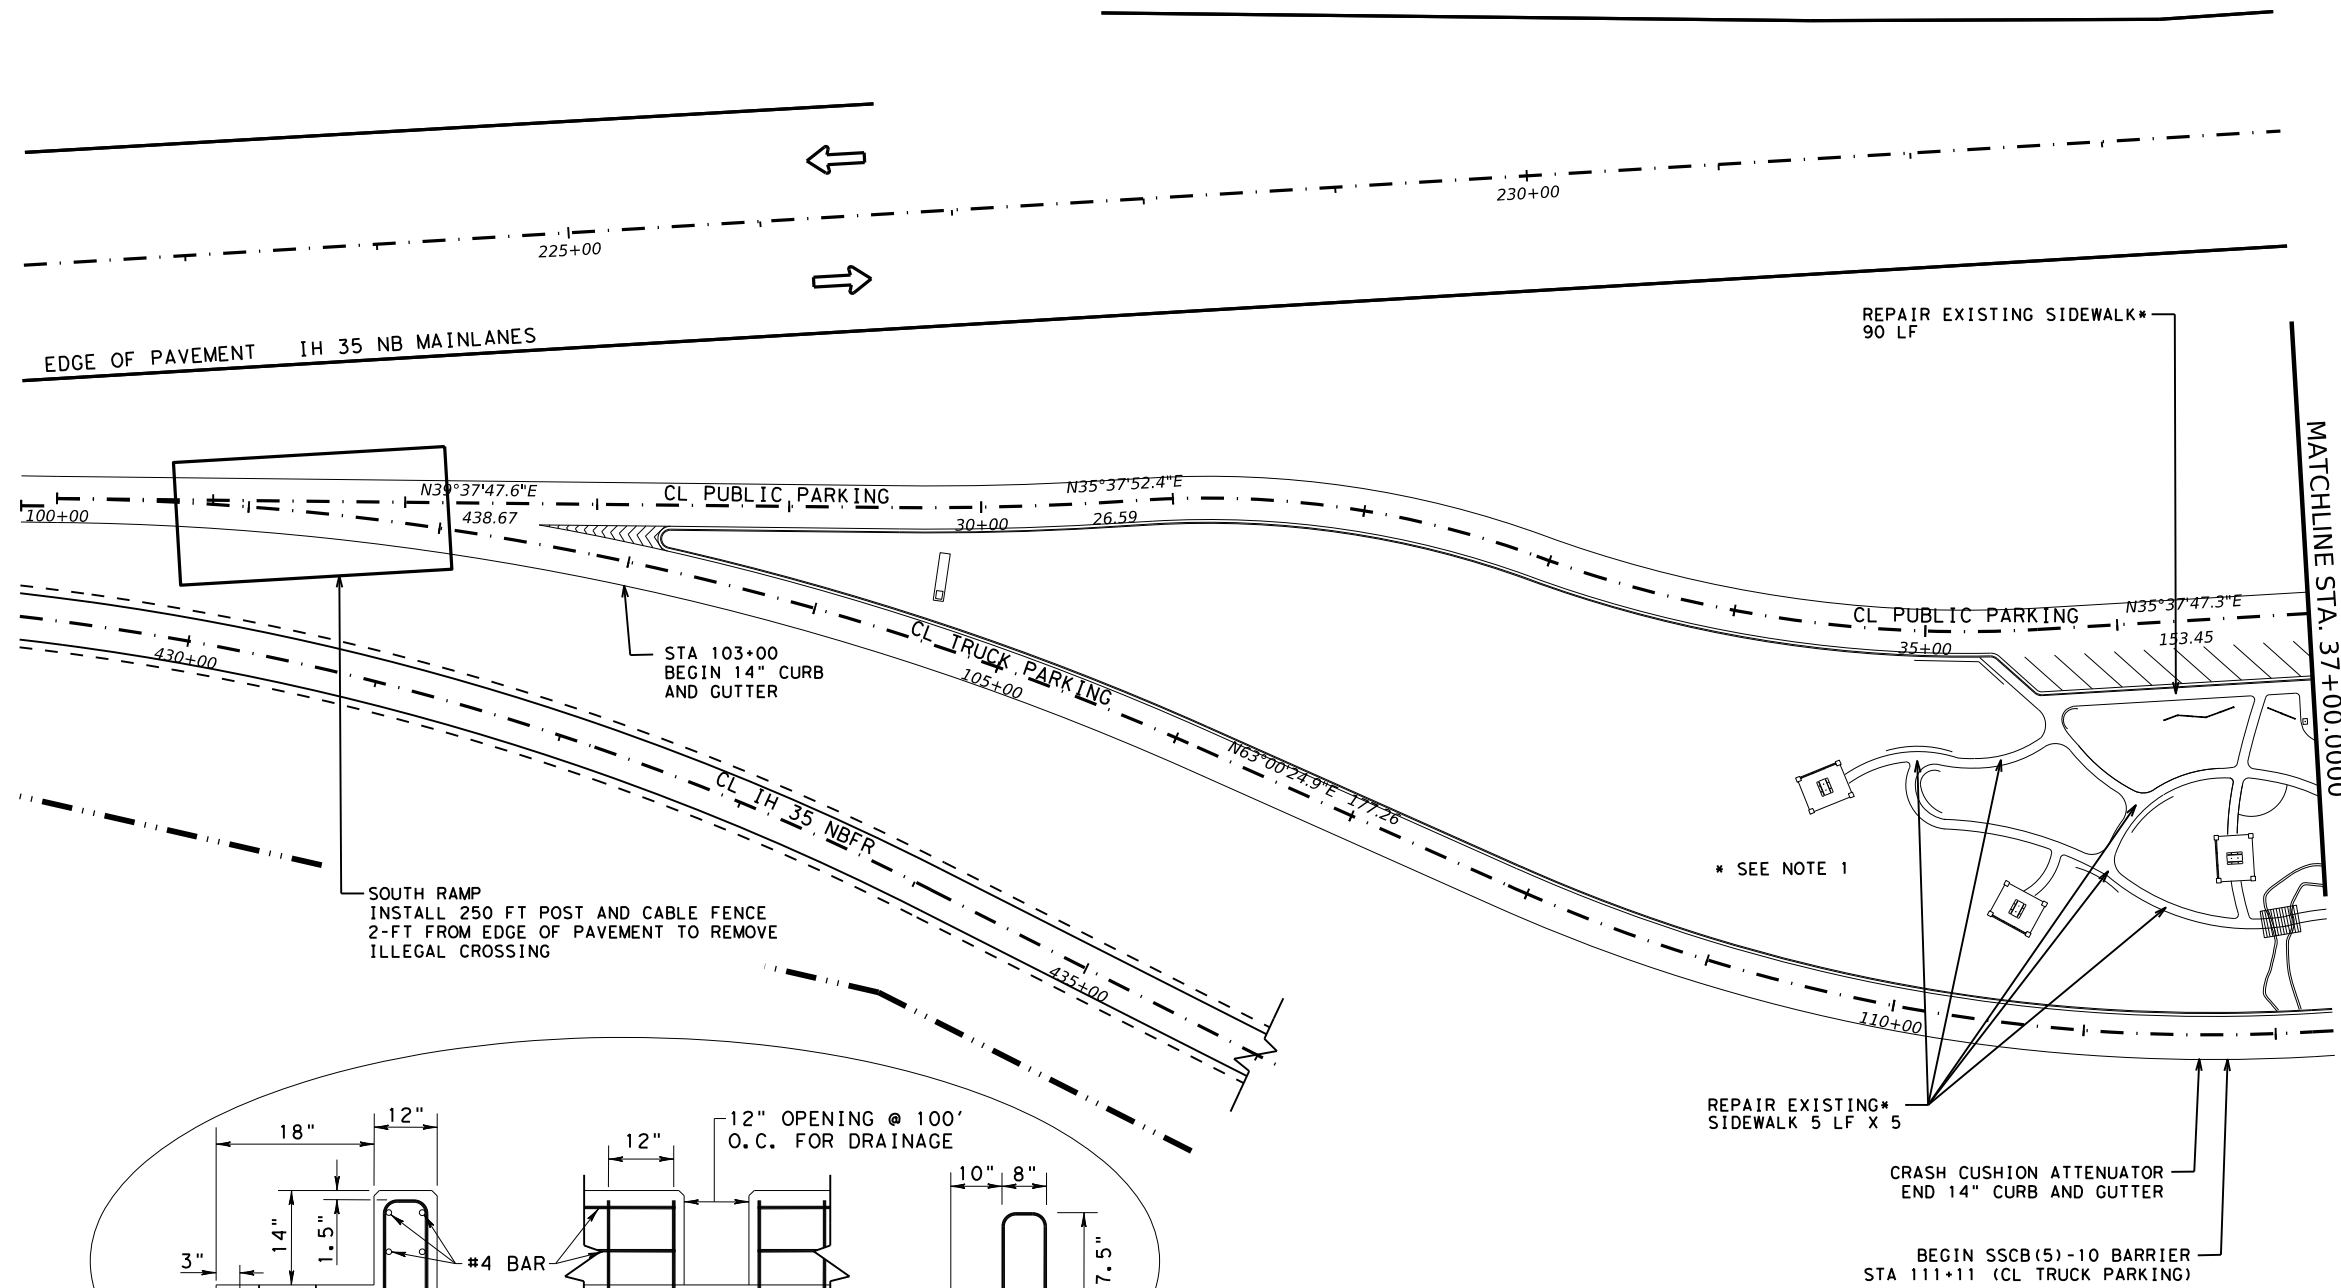 230+00
225+00
REPAIR EXISTING SIDEWALK*
90 LF
EDGE OF PAVEMENT IH 35 NB MAINLANES
MATCHLINE STA. 37+00.0000
N39°37'47.6"E
438.67
CL PUBLIC PARKING
N35°37'52.4"E
26.59
100+00
30+00
CL PUBLIC PARKING
N35°37'47.3"E
153.45
35+00
430+00
STA 103+00
BEGIN 14" CURB
AND GUTTER
CL TRUCK PARKING
105+00
N63°00'24.9"E 177.26
CL IH 35 NBFR
* SEE NOTE 1
SOUTH RAMP
INSTALL 250 FT POST AND CABLE FENCE
2-FT FROM EDGE OF PAVEMENT TO REMOVE
ILLEGAL CROSSING
435+00
110+00
REPAIR EXISTING*
SIDEWALK 5 LF X 5
CRASH CUSHION ATTENUATOR
END 14" CURB AND GUTTER
BEGIN SSCB(5)-10 BARRIER
STA 111+11 (CL TRUCK PARKING)
12"
18"
12"
12" OPENING @ 100'
O.C. FOR DRAINAGE
10"
8"
14"
1.5"
3"
#4 BAR
7.5"